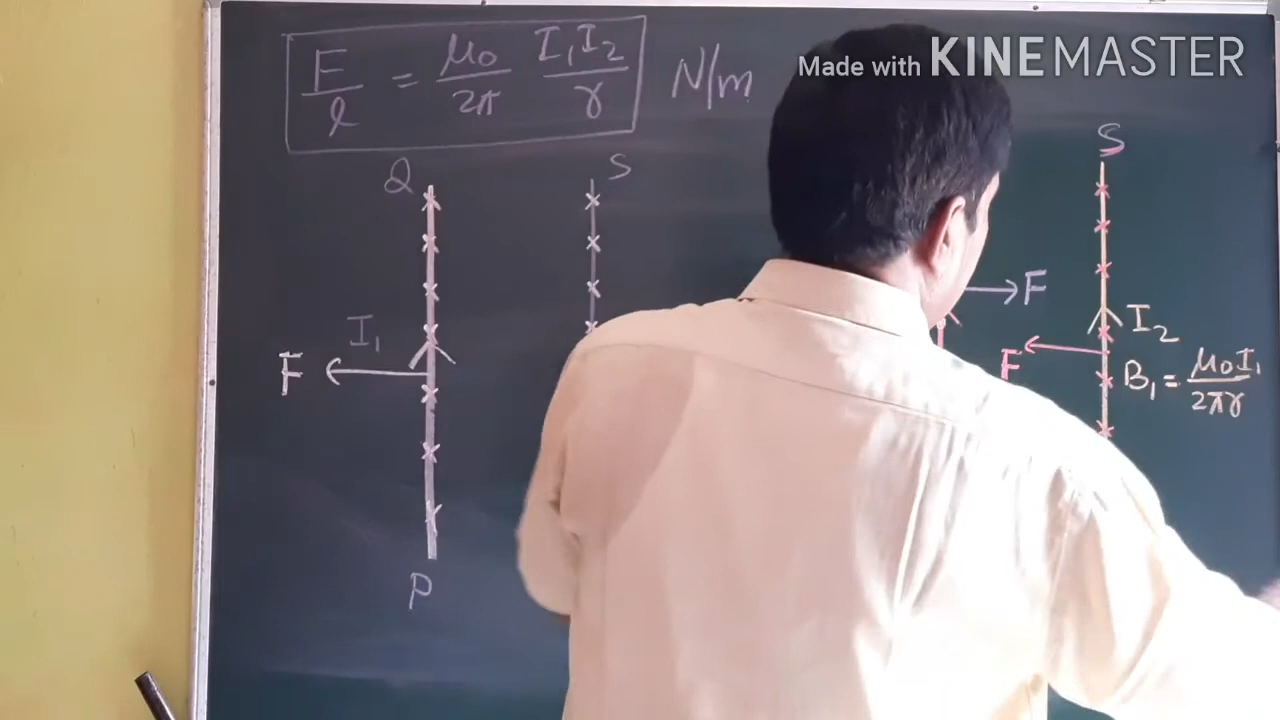 Made with KINEMASTER
F/l = μ0/2π I1I2/r N/m
Q
S
I1
F
P
F
S
F
I2
B1 = μ0I1/2πr